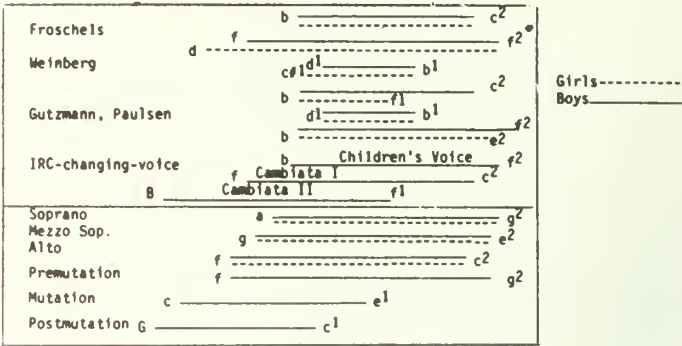 b c2
Froschels
f f2
d
Weinberg
d1
c#1 b1
c2
b f1
Gutzmann, Paulsen
d1 b1
f2
b e2
b Children's Voice f2
IRC-changing-voice
f Cambiata I c2
B Cambiata II f1
Soprano a g2
Mezzo Sop. g e2
Alto
f c2
Premutation f g2
Mutation c e1
Postmutation G c1
Girls
Boys